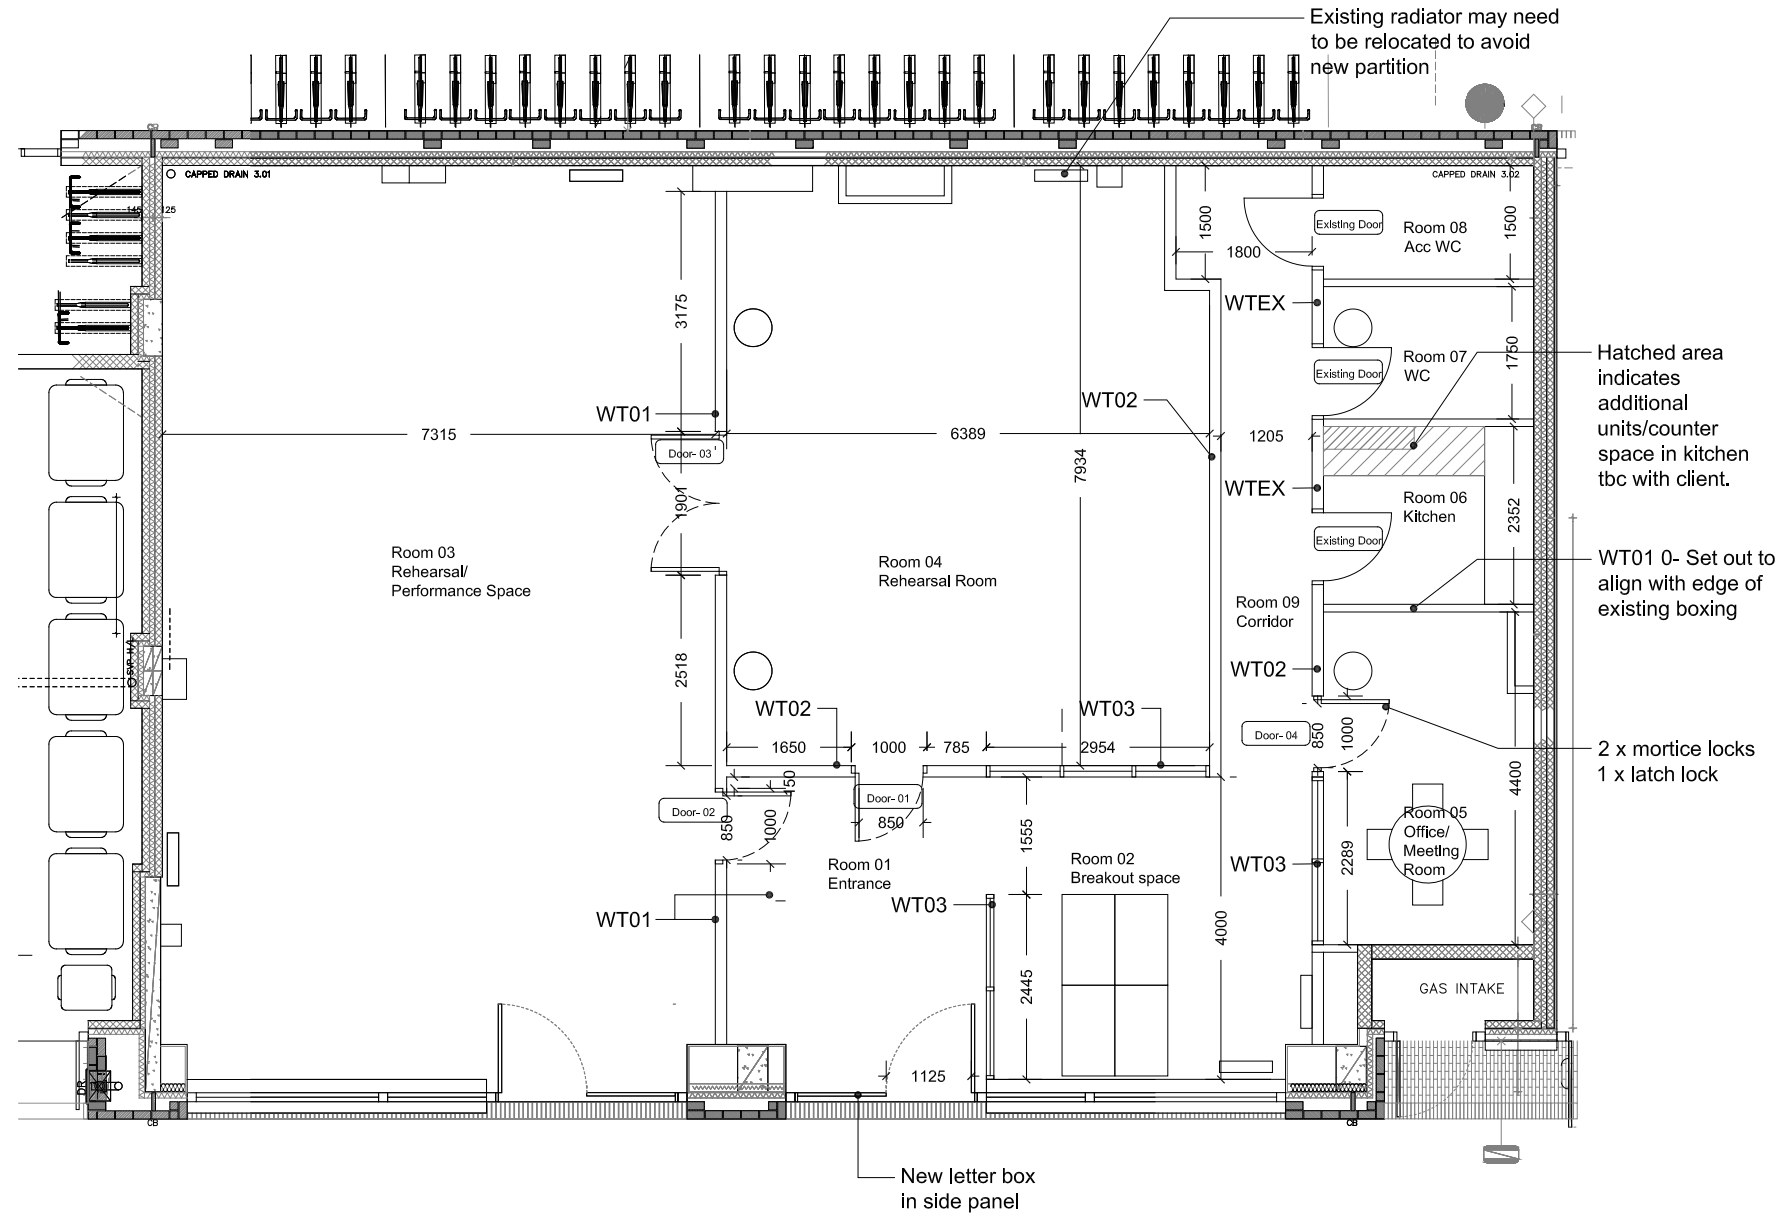 Existing radiator may need
to be relocated to avoid
new partition
CAPPED DRAIN 3.01
CAPPED DRAIN 3.02
145
125
Existing Door
Room 08
Acc WC
1500
1500
1800
3175
WTEX
Room 07
WC
1750
Existing Door
Hatched area
indicates
additional
units/counter
space in kitchen
tbc with client.
WT01
WT02
7315
6389
1205
Door- 03
7934
1901
WTEX
Room 06
Kitchen
2352
Existing Door
Room 03
Rehearsal/
Performance Space
Room 04
Rehearsal Room
WT01 0- Set out to
align with edge of
existing boxing
Room 09
Corridor
2518
WT02
SVP H/A
WT02
WT03
Door- 04
850
1000
1650
1000
785
2954
2 x mortice locks
1 x latch lock
4400
150
Door- 02
850
1000
Door- 01
850
1555
Room 01
Entrance
Room 02
Breakout space
WT03
2289
Room 05
Office/
Meeting
Room
WT01
WT03
4000
2445
GAS INTAKE
1125
DR
CB
CB
CB
New letter box
in side panel